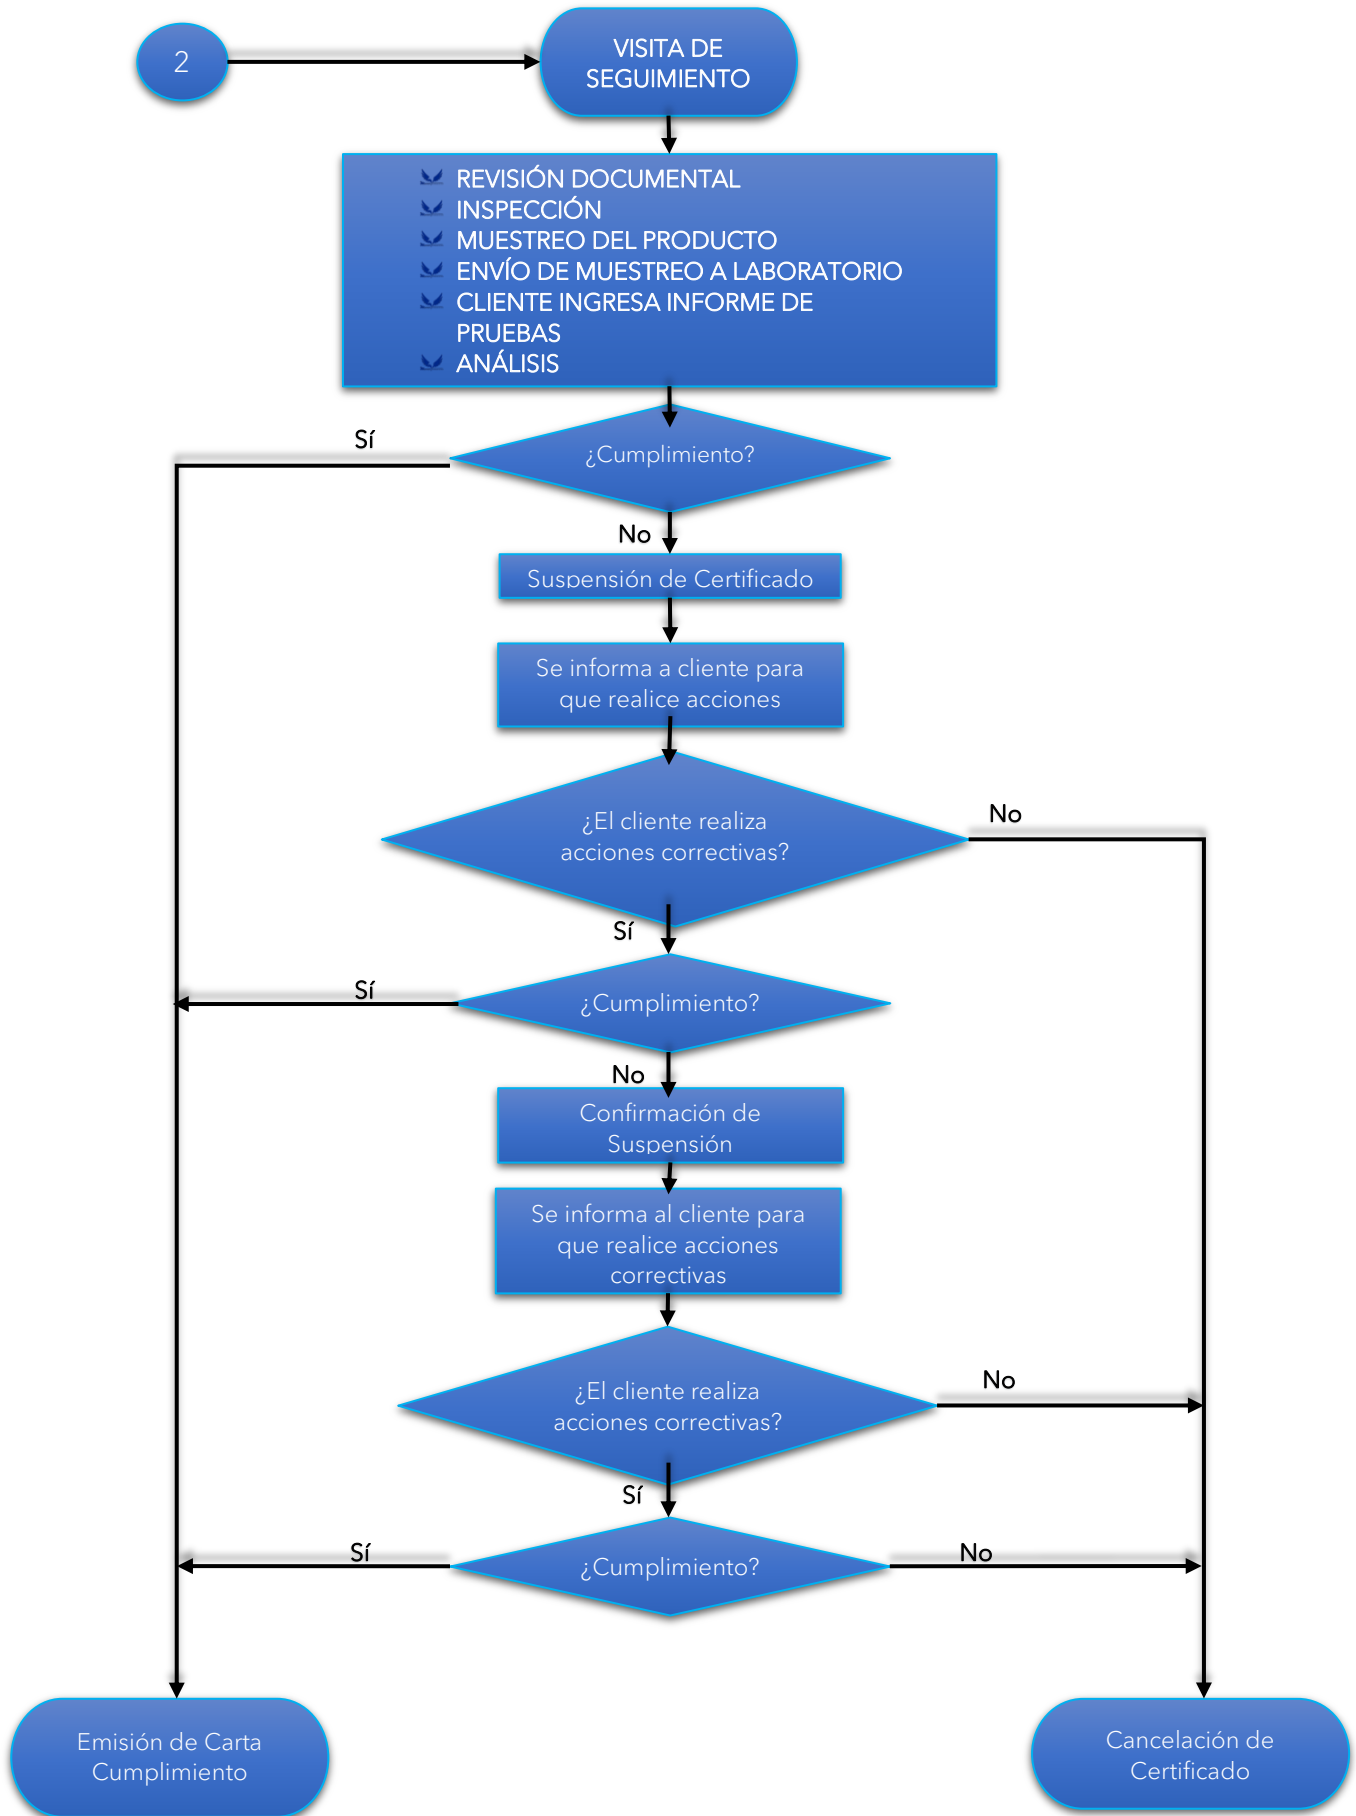 2
VISITA DE
SEGUIMIENTO
REVISIÓN DOCUMENTAL
INSPECCIÓN
MUESTREO DEL PRODUCTO
ENVÍO DE MUESTREO A LABORATORIO
CLIENTE INGRESA INFORME DE
PRUEBAS
ANÁLISIS
Sí
¿Cumplimiento?
No
Suspensión de Certificado
Se informa a cliente para
que realice acciones
¿El cliente realiza
acciones correctivas?
No
Sí
Sí
¿Cumplimiento?
No
Confirmación de
Suspensión
Se informa al cliente para
que realice acciones
correctivas
¿El cliente realiza
acciones correctivas?
No
Sí
Sí
¿Cumplimiento?
No
Emisión de Carta
Cumplimiento
Cancelación de
Certificado